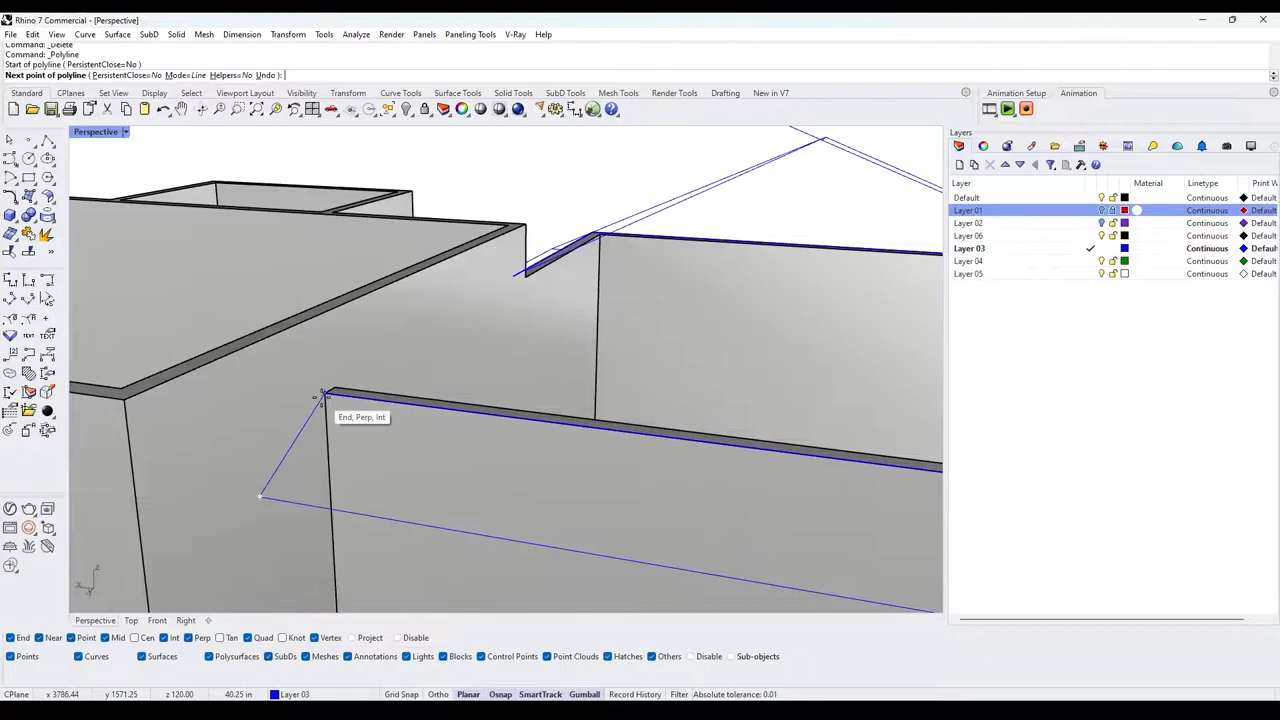 Rhino 7 Commercial - [Perspective]
File Edit View Curve Surface SubD Solid Mesh Dimension Transform Tools Analyze Render Panels Paneling Tools V-Ray Help
Command: _Delete
Command: _Polyline
Start of polyline ( PersistentClose=No )
Next point of polyline ( PersistentClose=No Mode=Line Helpers=No Undo ):
Standard CPlanes Set View Display Select Viewport Layout Visibility Transform Curve Tools Surface Tools Solid Tools SubD Tools Mesh Tools Render Tools Drafting New in V7
Animation Setup Animation
Perspective
Layers
Layer Material Linetype Print W
Default Continuous Default
Layer 01 Continuous Default
Layer 02 Continuous Default
Layer 06 Continuous Default
Layer 03 Continuous Default
Layer 04 Continuous Default
Layer 05 Continuous Default
End, Perp, Int
TEXT TEXT
z
x
Perspective Top Front Right
End Near Point Mid Cen Int Perp Tan Quad Knot Vertex Project Disable
Points Curves Surfaces Polysurfaces SubDs Meshes Annotations Lights Blocks Control Points Point Clouds Hatches Others Disable Sub-objects
CPlane x 3786.44 y 1571.25 z 120.00 40.25 in Layer 03 Grid Snap Ortho Planar Osnap SmartTrack Gumball Record History Filter Absolute tolerance: 0.01